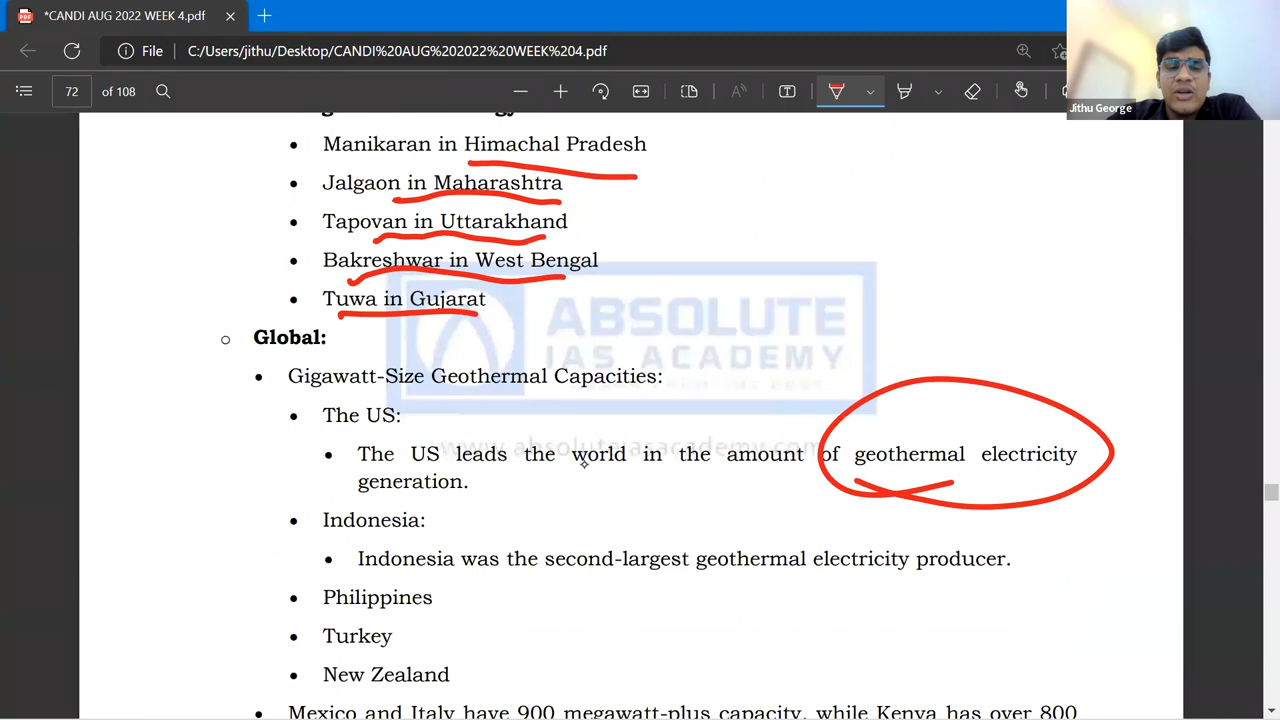 *CANDI AUG 2022 WEEK 4.pdf
File
C:/Users/jithu/Desktop/CANDI%20AUG%202022%20WEEK%204.pdf
72 of 108
Jithu George
• Manikaran in Himachal Pradesh
• Jalgaon in Maharashtra
• Tapovan in Uttarakhand
• Bakreshwar in West Bengal
• Tuwa in Gujarat
ABSOLUTE
IAS ACADEMY
o Global:
• Gigawatt-Size Geothermal Capacities:
• The US:
• The US leads the world in the amount of geothermal electricity
generation.
• Indonesia:
• Indonesia was the second-largest geothermal electricity producer.
• Philippines
• Turkey
• New Zealand
• Mexico and Italy have 900 megawatt-plus capacity, while Kenya has over 800